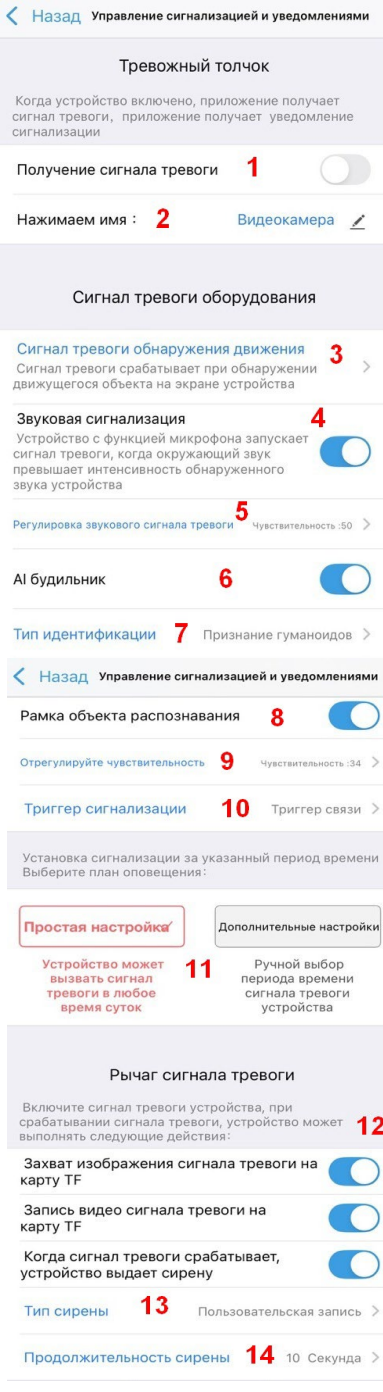 Назад Управление сигнализацией и уведомлениями
Тревожный толчок
Когда устройство включено, приложение получает
сигнал тревоги, приложение получает уведомление
сигнализации
Получение сигнала тревоги 1
Нажимаем имя : 2 Видеокамера
Сигнал тревоги оборудования
Сигнал тревоги обнаружения движения 3
Сигнал тревоги срабатывает при обнаружении
движущегося объекта на экране устройства
Звуковая сигнализация 4
Устройство с функцией микрофона запускает
сигнал тревоги, когда окружающий звук
превышает интенсивность обнаруженного
звука устройства
Регулировка звукового сигнала тревоги 5 Чувствительность :50
AI будильник 6
Тип идентификации 7 Признание гуманоидов
Назад Управление сигнализацией и уведомлениями
Рамка объекта распознавания 8
Отрегулируйте чувствительность 9 Чувствительность :34
Триггер сигнализации 10 Триггер связи
Установка сигнализации за указанный период времени
Выберите план оповещения:
Простая настройка Дополнительные настройки
Устройство может
вызвать сигнал
тревоги в любое
время суток
11
Ручной выбор
периода времени
сигнала тревоги
устройства
Рычаг сигнала тревоги
Включите сигнал тревоги устройства, при
срабатывании сигнала тревоги, устройство может
выполнять следующие действия:
12
Захват изображения сигнала тревоги на
карту TF
Запись видео сигнала тревоги на
карту TF
Когда сигнал тревоги срабатывает,
устройство выдает сирену
Тип сирены 13 Пользовательская запись
Продолжительность сирены 14 10 Секунда